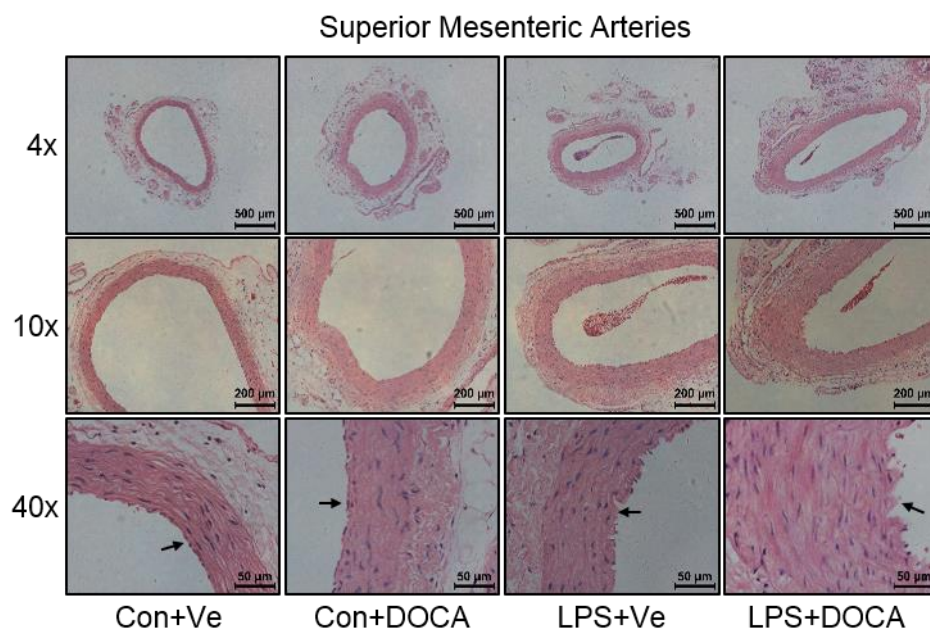 Superior Mesenteric Arteries
4x
500 µm
500 µm
500 µm
500 µm
10x
200 µm
200 µm
200 µm
200 µm
40x
50 µm
50 µm
50 µm
50 µm
Con+Ve
Con+DOCA
LPS+Ve
LPS+DOCA